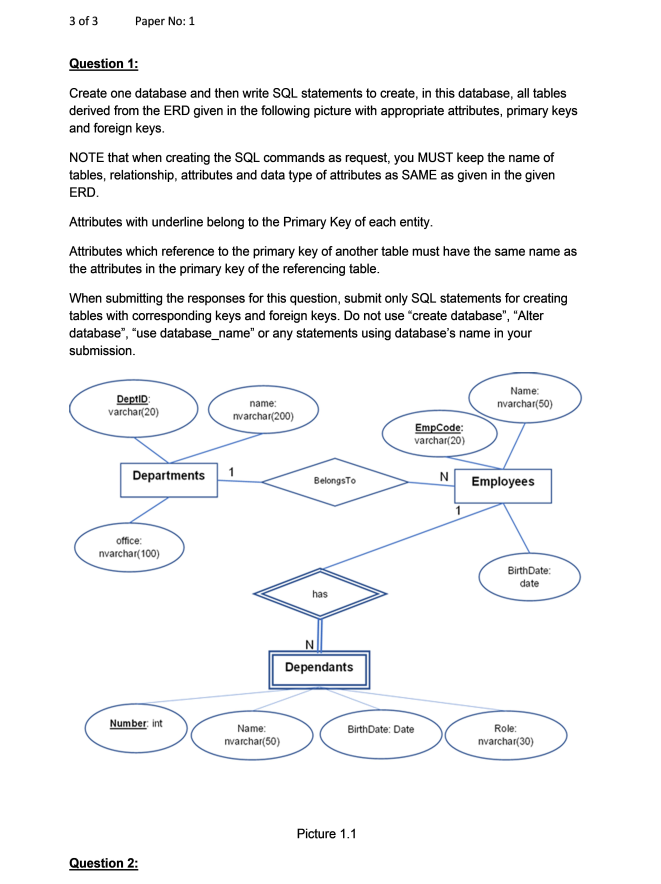 3 of 3 Paper No: 1
Question 1:
Create one database and then write SQL statements to create, in this database, all tables
derived from the ERD given in the following picture with appropriate attributes, primary keys
and foreign keys.
NOTE that when creating the SQL commands as request, you MUST keep the name of
tables, relationship, attributes and data type of attributes as SAME as given in the given
ERD.
Attributes with underline belong to the Primary Key of each entity.
Attributes which reference to the primary key of another table must have the same name as
the attributes in the primary key of the referencing table.
When submitting the responses for this question, submit only SQL statements for creating
tables with corresponding keys and foreign keys. Do not use “create database”, “Alter
database”, “use database_name” or any statements using database’s name in your
submission.
DeptID:
varchar(20)
name:
nvarchar(200)
Name:
nvarchar(50)
EmpCode:
varchar(20)
Departments
1
BelongsTo
N
Employees
1
office:
nvarchar(100)
BirthDate:
date
has
N
Dependants
Number: int
Name:
nvarchar(50)
BirthDate: Date
Role:
nvarchar(30)
Picture 1.1
Question 2: